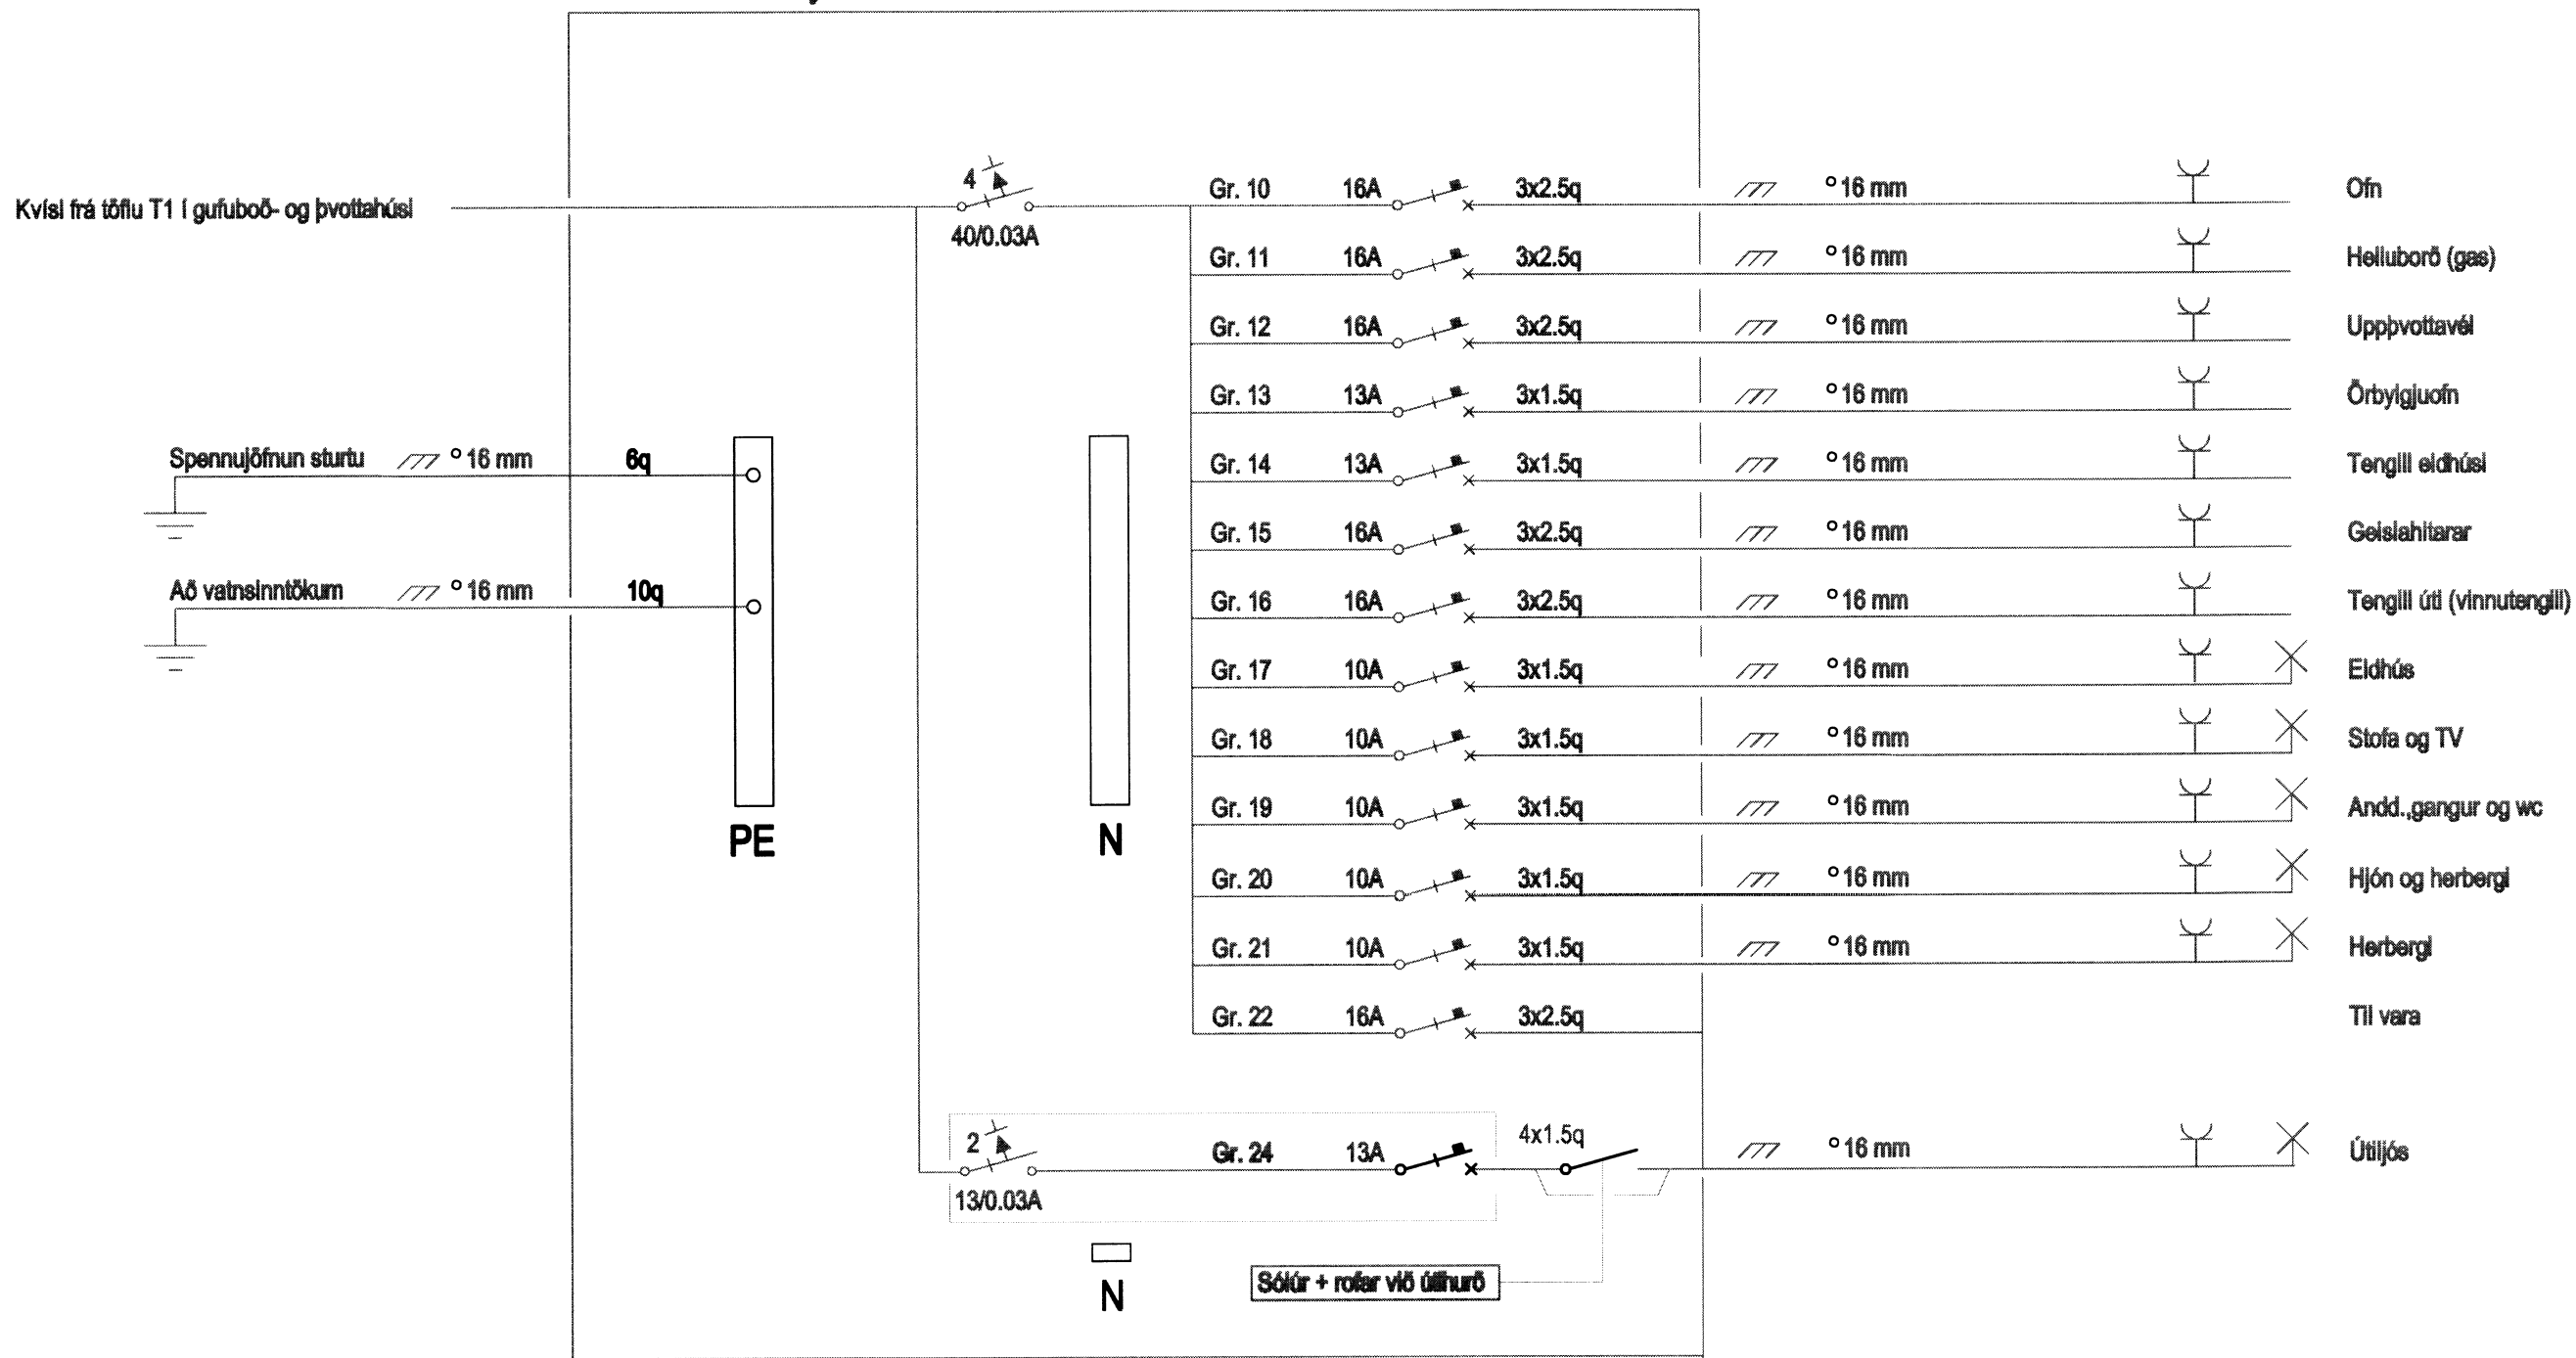 Kvísl frá töflu T1 í gufuboð- og þvottahúsi
4
40/0.03A
Gr. 10 16A 3x2.5q 16 mm Ofn
Gr. 11 16A 3x2.5q 16 mm Helluborð (gas)
Gr. 12 16A 3x2.5q 16 mm Uppþvottavél
Gr. 13 13A 3x1.5q 16 mm Örbylgjuofn
Gr. 14 13A 3x1.5q 16 mm Tengill eldhúsi
Gr. 15 16A 3x2.5q 16 mm Geislahitarar
Gr. 16 16A 3x2.5q 16 mm Tengill úti (vinnutengill)
Gr. 17 10A 3x1.5q 16 mm Eldhús
Gr. 18 10A 3x1.5q 16 mm Stofa og TV
Gr. 19 10A 3x1.5q 16 mm Andd.,gangur og wc
Gr. 20 10A 3x1.5q 16 mm Hjón og herbergi
Gr. 21 10A 3x1.5q 16 mm Herbergi
Gr. 22 16A 3x2.5q Til vara
Spennujöfnun sturtu 16 mm 6q
Að vatnsinntökum 16 mm 10q
PE
N
2
13/0.03A
Gr. 24 13A 4x1.5q 16 mm Útiljós
N
Sólúr + rofar við útihurð